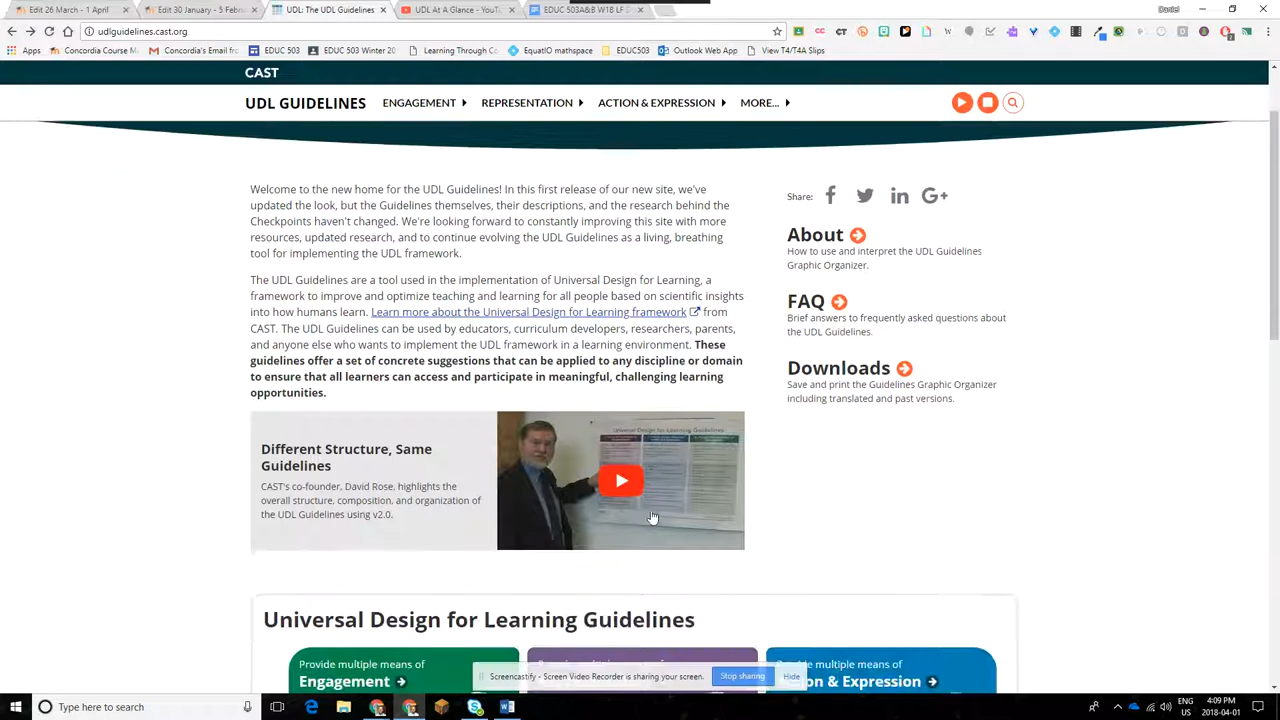 Edit 26 March - 1 April
Edit 30 January - 5 Febru
UDL: The UDL Guidelines
UDL At A Glance - YouTu
EDUC 503A&B W18 LF D
Daniel
udlguidelines.cast.org
Apps
Concordia Course M
Concordia's Email fro
EDUC 503
EDUC 503 Winter 20
Learning Through Co
EquatIO mathspace
EDUC503
Outlook Web App
View T4/T4A Slips
CAST
UDL GUIDELINES
ENGAGEMENT
REPRESENTATION
ACTION & EXPRESSION
MORE...
Welcome to the new home for the UDL Guidelines! In this first release of our new site, we've
updated the look, but the Guidelines themselves, their descriptions, and the research behind the
Checkpoints haven't changed. We're looking forward to constantly improving this site with more
resources, updated research, and to continue evolving the UDL Guidelines as a living, breathing
tool for implementing the UDL framework.
The UDL Guidelines are a tool used in the implementation of Universal Design for Learning, a
framework to improve and optimize teaching and learning for all people based on scientific insights
into how humans learn. Learn more about the Universal Design for Learning framework from
CAST. The UDL Guidelines can be used by educators, curriculum developers, researchers, parents,
and anyone else who wants to implement the UDL framework in a learning environment. These
guidelines offer a set of concrete suggestions that can be applied to any discipline or domain
to ensure that all learners can access and participate in meaningful, challenging learning
opportunities.
Share:
About
How to use and interpret the UDL Guidelines
Graphic Organizer.
FAQ
Brief answers to frequently asked questions about
the UDL Guidelines.
Downloads
Save and print the Guidelines Graphic Organizer
including translated and past versions.
Different Structure, Same
Guidelines
CAST's co-founder, David Rose, highlights the
overall structure, composition, and organization of
the UDL Guidelines using v2.0.
Universal Design for Learning Guidelines
Universal Design for Learning Guidelines
Provide multiple means of
Engagement
multiple means of
n & Expression
Screencastify - Screen Video Recorder is sharing your screen.
Stop sharing
Hide
Type here to search
ENG
US
4:09 PM
2018-04-01